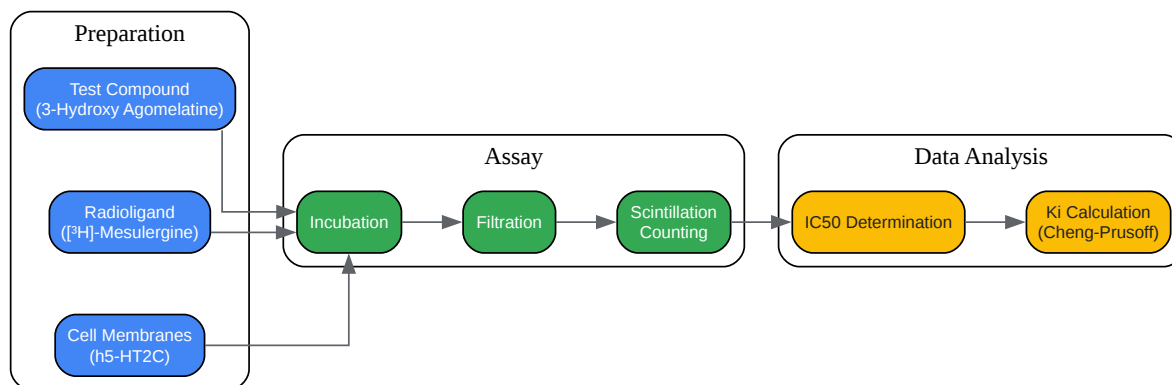 Preparation
Test Compound
(3-Hydroxy Agomelatine)
Radioligand
([³H]-Mesulergine)
Cell Membranes
(h5-HT2C)
Assay
Incubation
Filtration
Scintillation
Counting
Data Analysis
IC50 Determination
Ki Calculation
(Cheng-Prusoff)